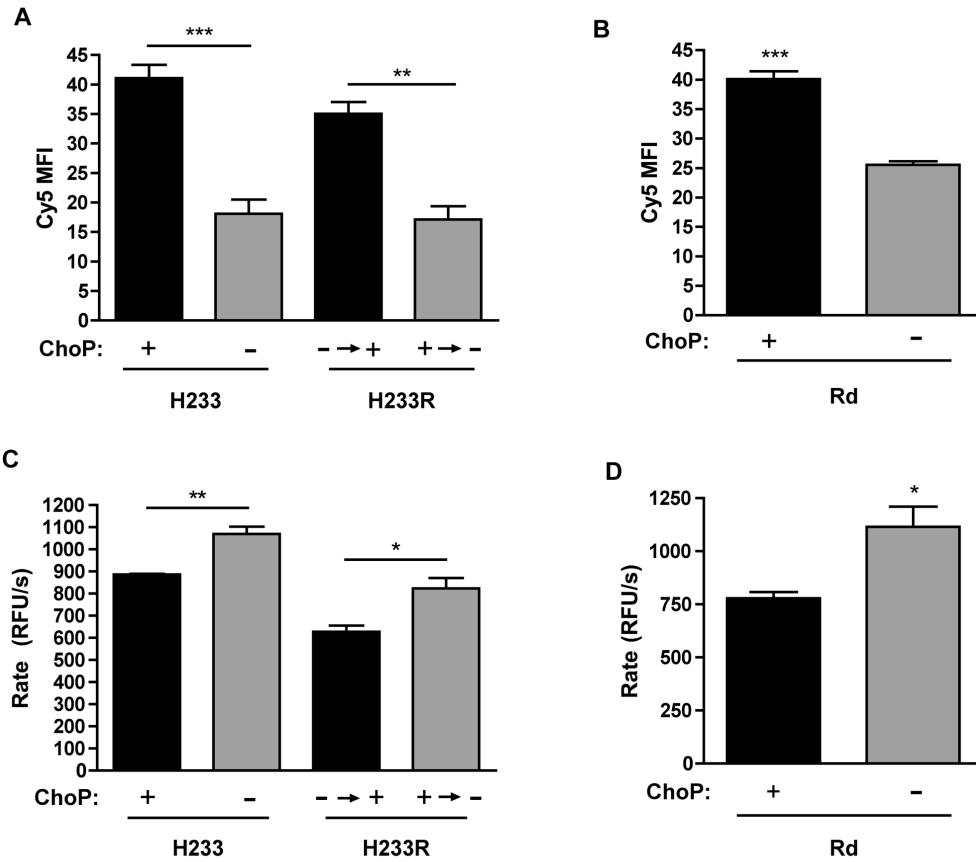 A
***
**
45
40
35
30
25
20
15
10
5
0
Cy5 MFI
ChoP: + - - → + + → -
H233 H233R
B
***
45
40
35
30
25
20
15
10
5
0
Cy5 MFI
ChoP: + -
Rd
C
**
*
1200
1100
1000
900
800
700
600
500
400
300
200
100
0
Rate (RFU/s)
ChoP: + - - → + + → -
H233 H233R
D
*
1250
1000
750
500
250
0
Rate (RFU/s)
ChoP: + -
Rd